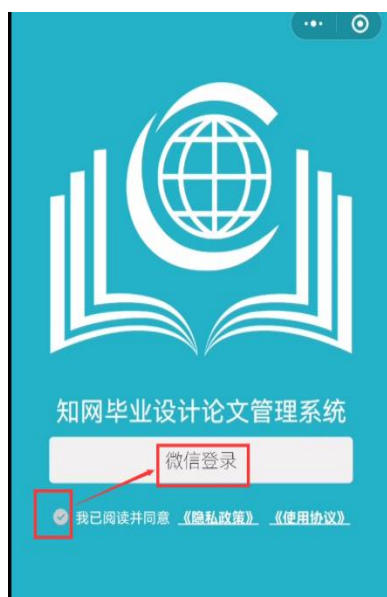 知网毕业设计论文管理系统
微信登录
我已阅读并同意 《隐私政策》 《使用协议》